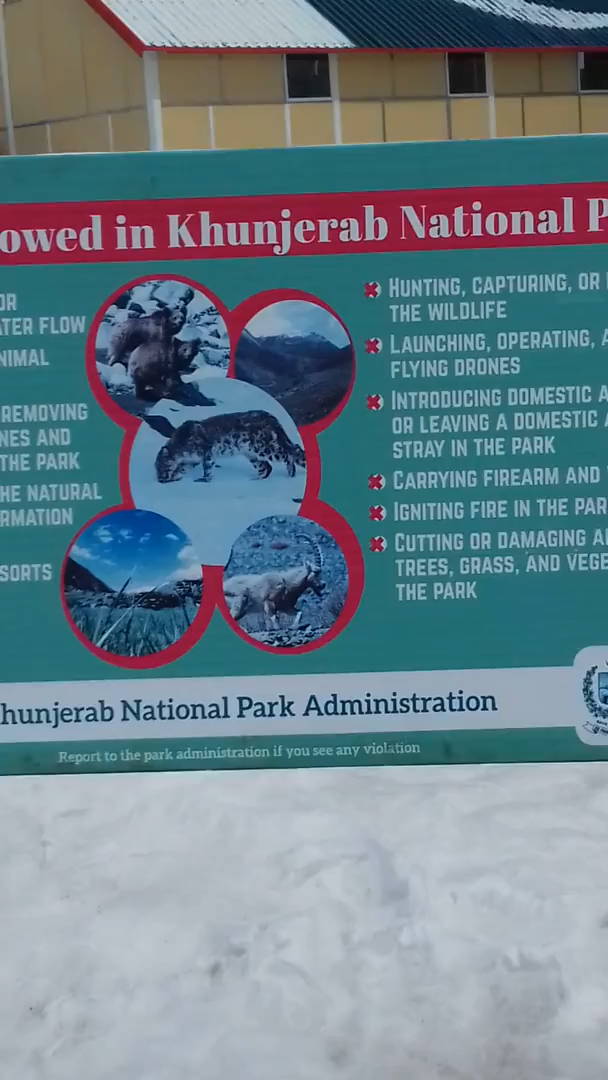 owed in Khunjerab National P
OR
ATER FLOW
NIMAL
REMOVING
NES AND
THE PARK
HE NATURAL
RMATION
SORTS
HUNTING, CAPTURING, OR
THE WILDLIFE
LAUNCHING, OPERATING, A
FLYING DRONES
INTRODUCING DOMESTIC A
OR LEAVING A DOMESTIC A
STRAY IN THE PARK
CARRYING FIREARM AND
IGNITING FIRE IN THE PAR
CUTTING OR DAMAGING A
TREES, GRASS, AND VEGE
THE PARK
hunjerab National Park Administration
Report to the park administration if you see any violation